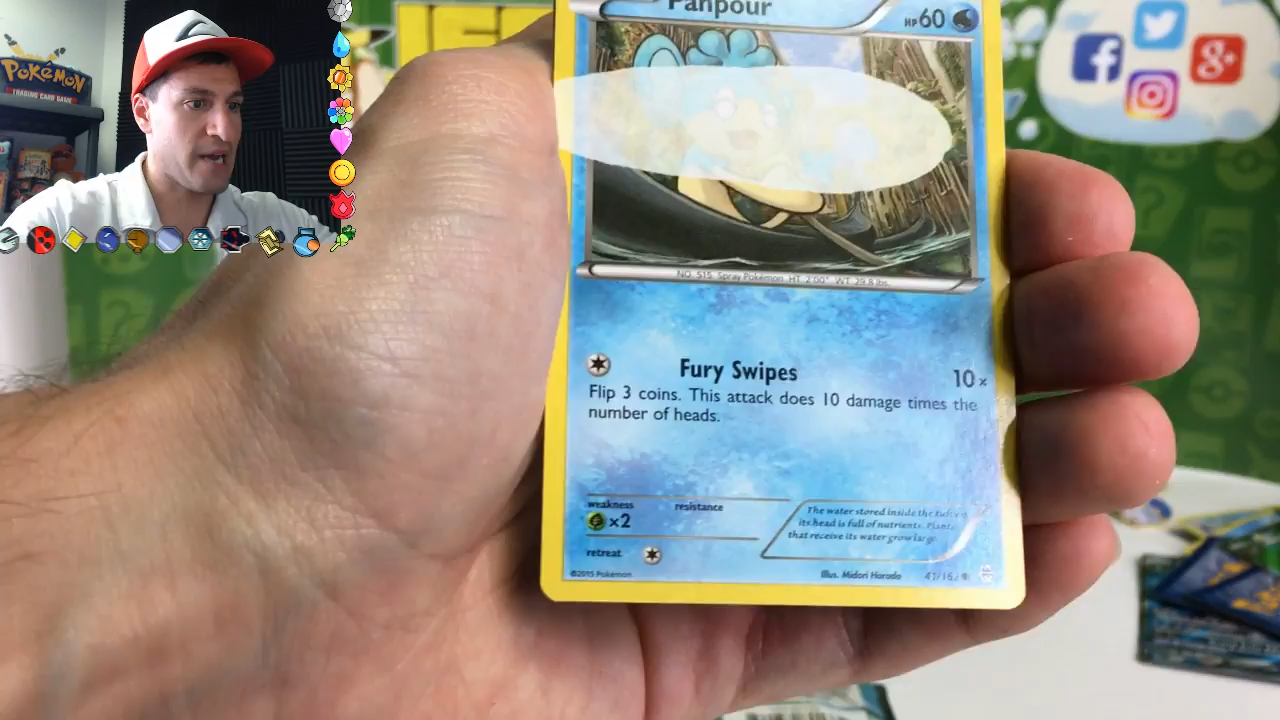 Panpour
HP60
POKéMON
TRADING CARD GAME
NO. 515 Spray Pokémon HT 2'00" WT 29.8 lbs.
Fury Swipes
10×
Flip 3 coins. This attack does 10 damage times the
number of heads.
weakness
resistance
×2
The water stored inside the
its head is full of nutrients. Plants
that receive its water grow large.
retreat
©2015 Pokémon
Illus. Midori Harada